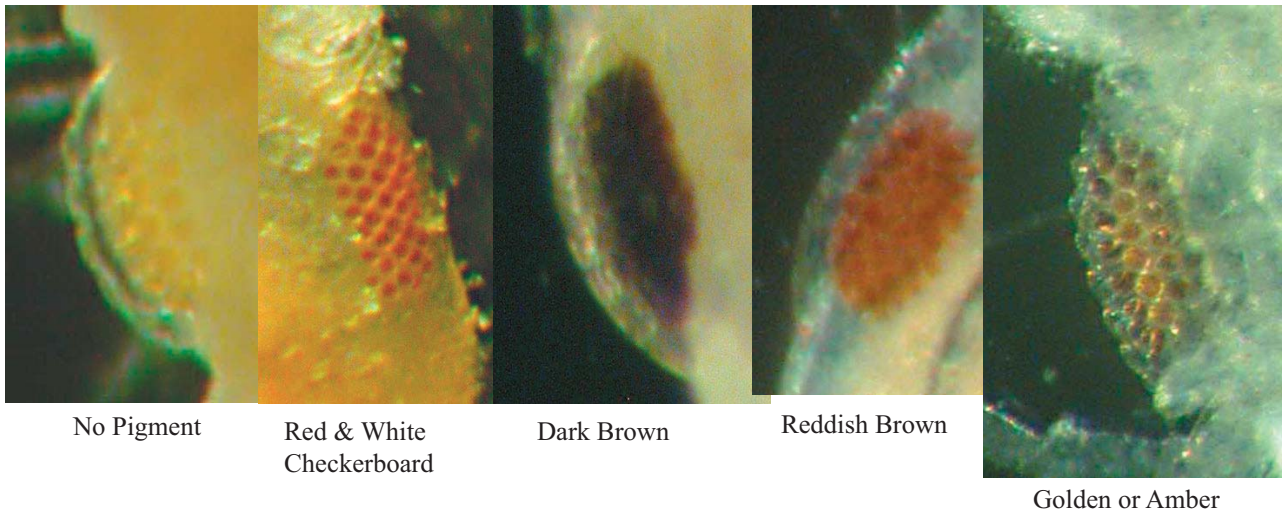 No Pigment
Red & White
Checkerboard
Dark Brown
Reddish Brown
Golden or Amber